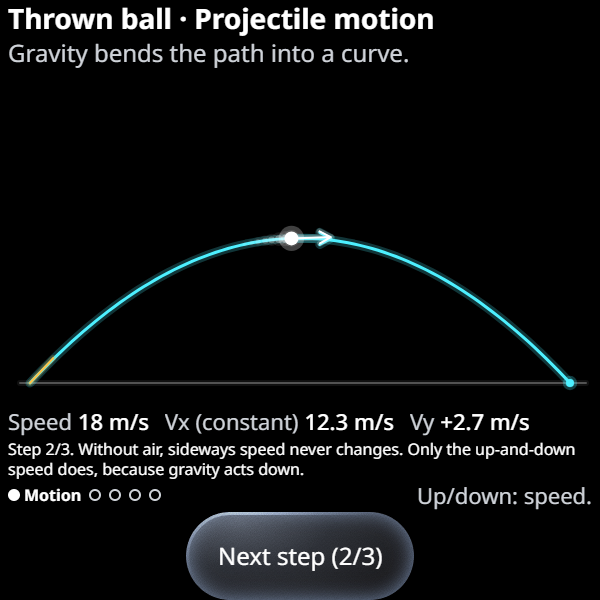 Thrown ball · Projectile motion
Gravity bends the path into a curve.
Speed 18 m/s Vx (constant) 12.3 m/s Vy +2.7 m/s
Step 2/3. Without air, sideways speed never changes. Only the up-and-down
speed does, because gravity acts down.
Motion
Up/down: speed.
Next step (2/3)